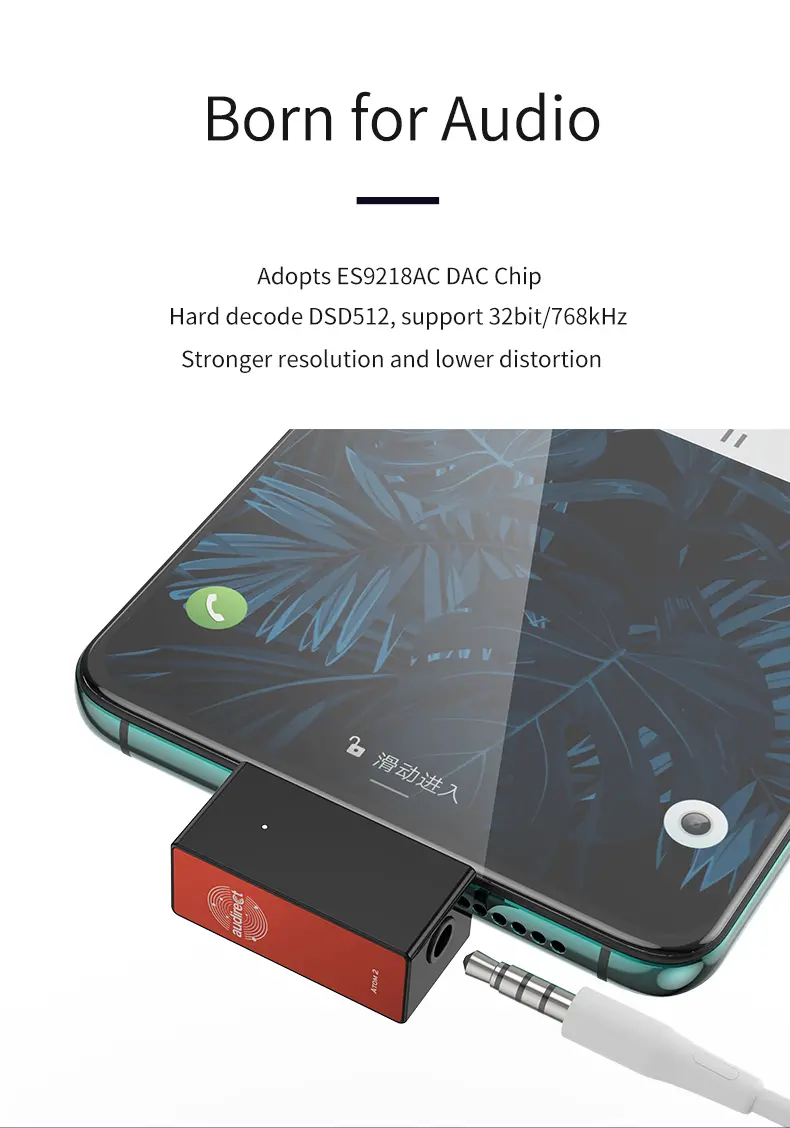 Born for Audio
Adopts ES9218AC DAC Chip
Hard decode DSD512, support 32bit/768kHz
Stronger resolution and lower distortion
滑动进入
audirect
ATOM 2